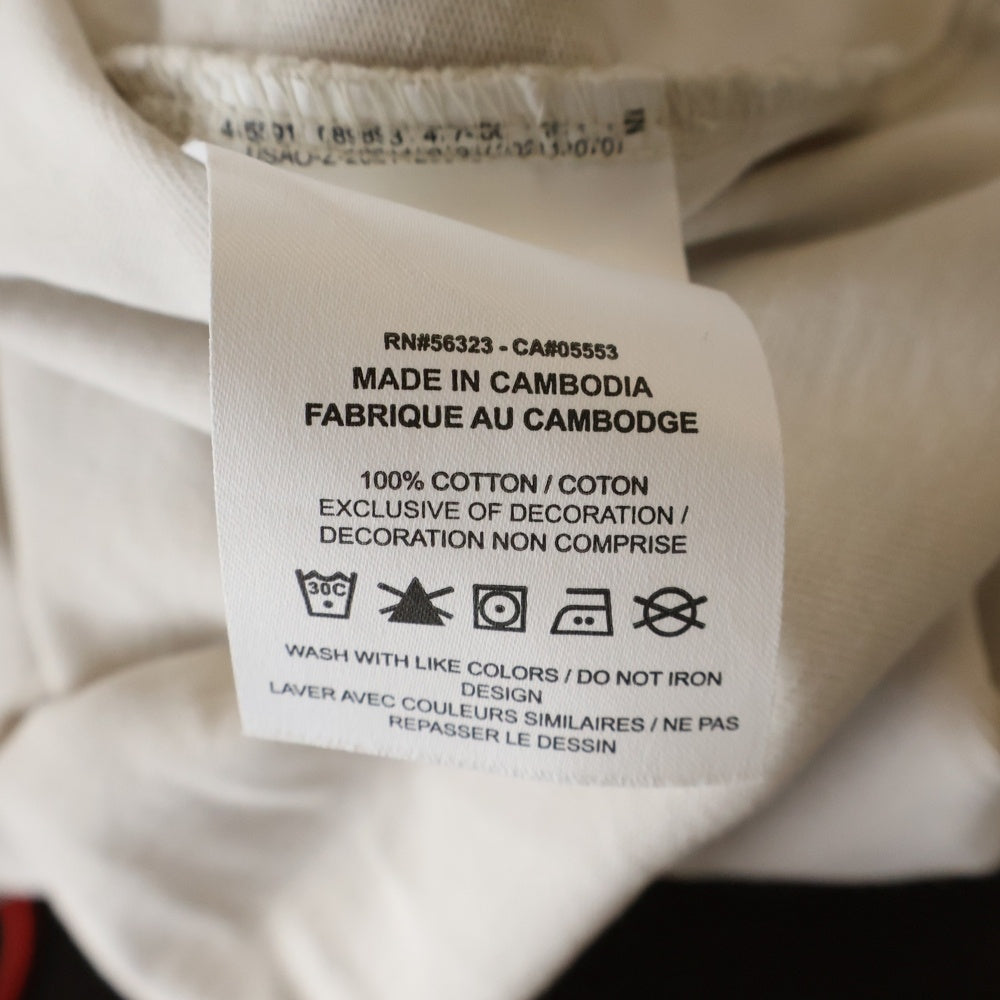 RN#56323 - CA#05553
MADE IN CAMBODIA
FABRIQUE AU CAMBODGE
100% COTTON / COTON
EXCLUSIVE OF DECORATION /
DECORATION NON COMPRISE
30C
WASH WITH LIKE COLORS / DO NOT IRON
DESIGN
LAVER AVEC COULEURS SIMILAIRES / NE PAS
REPASSER LE DESSIN